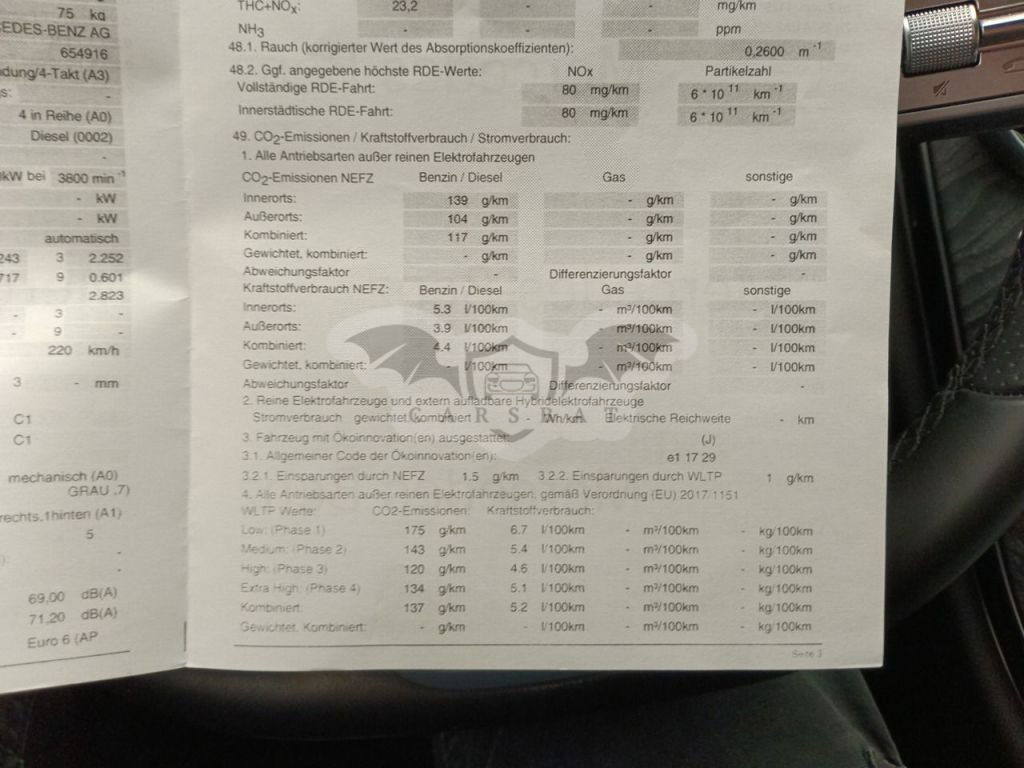 75 kg
EDES-BENZ AG
654916
dung/4-Takt (A3)
s: -
4 in Reihe (A0)
Diesel (0002)
-
kW bei 3800 min⁻¹
- kW
- kW
automatisch
243 3 2.252
717 9 0.601
2.823
- 3 -
- 9 -
220 km/h
3 - mm
C1
C1
mechanisch (A0)
GRAU ,7)
rechts,1hinten (A1)
5
-
): -
69,00 dB(A)
71,20 dB(A)
Euro 6 (AP
THC+NOₓ: 23,2 - - mg/km
NH₃ - - ppm
48.1. Rauch (korrigierter Wert des Absorptionskoeffizienten): 0,2600 m⁻¹
48.2. Ggf. angegebene höchste RDE-Werte: NOx Partikelzahl
Vollständige RDE-Fahrt: 80 mg/km 6 * 10¹¹ km⁻¹
Innerstädtische RDE-Fahrt: 80 mg/km 6 * 10¹¹ km⁻¹
49. CO₂-Emissionen / Kraftstoffverbrauch / Stromverbrauch:
1. Alle Antriebsarten außer reinen Elektrofahrzeugen
CO₂-Emissionen NEFZ Benzin / Diesel Gas sonstige
Innerorts: 139 g/km - g/km - g/km
Außerorts: 104 g/km - g/km - g/km
Kombiniert: 117 g/km - g/km - g/km
Gewichtet, kombiniert: - g/km - g/km - g/km
Abweichungsfaktor - Differenzierungsfaktor -
Kraftstoffverbrauch NEFZ: Benzin / Diesel Gas sonstige
Innerorts: 5.3 l/100km - m³/100km - l/100km
Außerorts: 3.9 l/100km - m³/100km - l/100km
Kombiniert: 4.4 l/100km - m³/100km - l/100km
Gewichtet, kombiniert: - l/100km - m³/100km - l/100km
Abweichungsfaktor Differenzierungsfaktor -
2. Reine Elektrofahrzeuge und extern aufladbare Hybridelektrofahrzeuge
Stromverbrauch gewichtet,kombiniert - Wh/km Elektrische Reichweite - km
CARSBAT
3. Fahrzeug mit Ökoinnovation(en) ausgestattet: (J)
3.1. Allgemeiner Code der Ökoinnovation(en): e1 17 29
3.2.1. Einsparungen durch NEFZ 1.5 g/km 3.2.2. Einsparungen durch WLTP 1 g/km
4. Alle Antriebsarten außer reinen Elektrofahrzeugen, gemäß Verordnung (EU) 2017/1151
WLTP Werte: CO2-Emissionen: Kraftstoffverbrauch:
Low: (Phase 1) 175 g/km 6.7 l/100km - m³/100km - kg/100km
Medium: (Phase 2) 143 g/km 5.4 l/100km - m³/100km - kg/100km
High: (Phase 3) 120 g/km 4.6 l/100km - m³/100km - kg/100km
Extra High: (Phase 4) 134 g/km 5.1 l/100km - m³/100km - kg/100km
Kombiniert: 137 g/km 5.2 l/100km - m³/100km - kg/100km
Gewichtet, Kombiniert: - g/km - l/100km - m³/100km - kg/100km
Seite 3